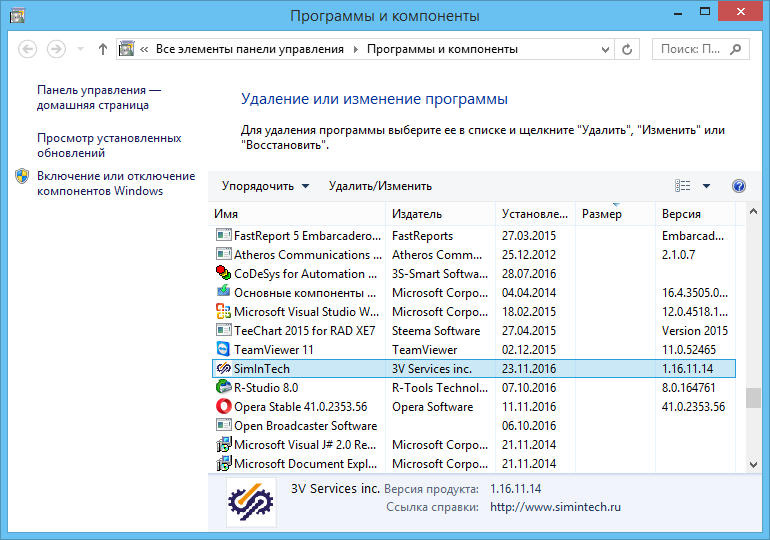 Программы и компоненты
« Все элементы панели управления Программы и компоненты Поиск: П...
Панель управления —
домашняя страница
Просмотр установленных
обновлений
Включение или отключение
компонентов Windows
Удаление или изменение программы
Для удаления программы выберите ее в списке и щелкните "Удалить", "Изменить" или
"Восстановить".
Упорядочить Удалить/Изменить
Имя Издатель Установле... Размер Версия
FastReport 5 Embarcadero... FastReports 27.03.2015 Embarcad...
Atheros Communications ... Atheros Comm... 25.12.2012 2.1.0.7
CoDeSys for Automation ... 3S-Smart Softwa... 28.07.2016
Основные компоненты ... Microsoft Corpo... 04.04.2014 16.4.3505.0...
Microsoft Visual Studio W... Microsoft Corpo... 18.02.2015 12.0.4518.1...
TeeChart 2015 for RAD XE7 Steema Software 27.04.2015 Version 2015
TeamViewer 11 TeamViewer 02.12.2015 11.0.52465
SimInTech 3V Services inc. 23.11.2016 1.16.11.14
R-Studio 8.0 R-Tools Technol... 07.10.2016 8.0.164761
Opera Stable 41.0.2353.56 Opera Software 11.11.2016 41.0.2353.56
Open Broadcaster Software 06.10.2016
Microsoft Visual J# 2.0 Re... Microsoft Corpo... 21.11.2014
Microsoft Document Expl... Microsoft Corpo... 21.11.2014
3V Services inc. Версия продукта: 1.16.11.14
Ссылка справки: http://www.simintech.ru